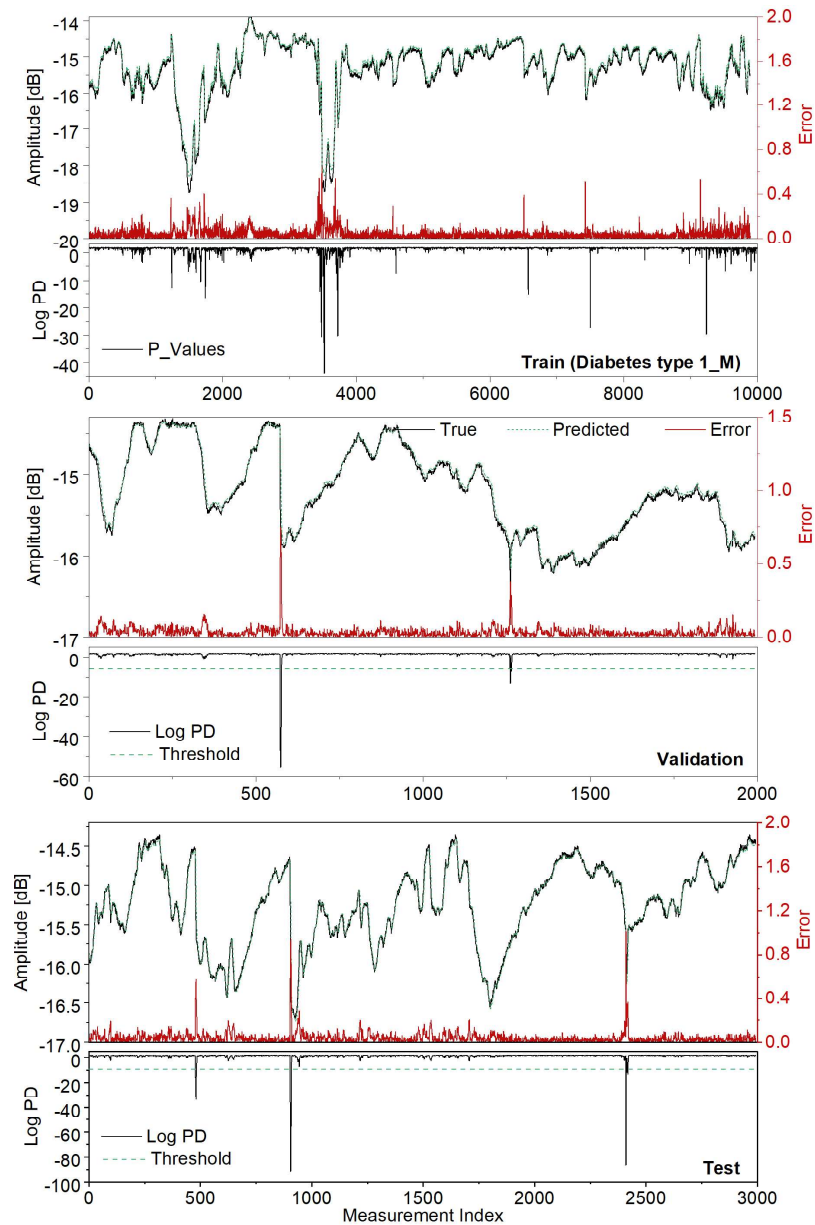 -14
-15
-16
-17
-18
-19
-20
Amplitude [dB]
2.0
1.6
1.2
0.8
0.4
0.0
Error
0
-10
-20
-30
-40
Log PD
P_Values
Train (Diabetes type 1_M)
0 2000 4000 6000 8000 10000
True Predicted Error
-15
-16
-17
Amplitude [dB]
1.5
1.0
0.5
0.0
Error
0
-20
-40
-60
Log PD
Log PD
Threshold
Validation
0 500 1000 1500 2000
-14.5
-15.0
-15.5
-16.0
-16.5
-17.0
Amplitude [dB]
2.0
1.6
1.2
0.8
0.4
0.0
Error
0
-20
-40
-60
-80
-100
Log PD
Log PD
Threshold
Test
0 500 1000 1500 2000 2500 3000
Measurement Index